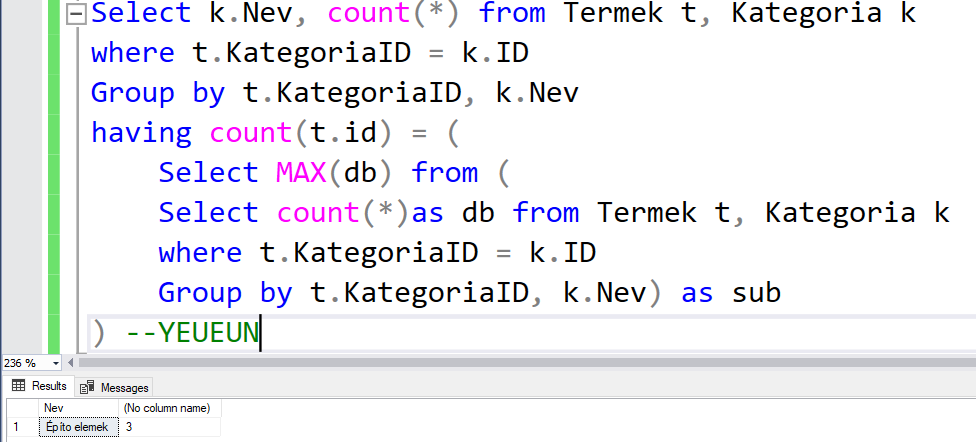 Select k.Nev, count(*) from Termek t, Kategoria k
where t.KategoriaID = k.ID
Group by t.KategoriaID, k.Nev
having count(t.id) = (
Select MAX(db) from (
Select count(*)as db from Termek t, Kategoria k
where t.KategoriaID = k.ID
Group by t.KategoriaID, k.Nev) as sub
) --YEUEUN
236 %
Results Messages
Nev (No column name)
1 Építo elemek 3